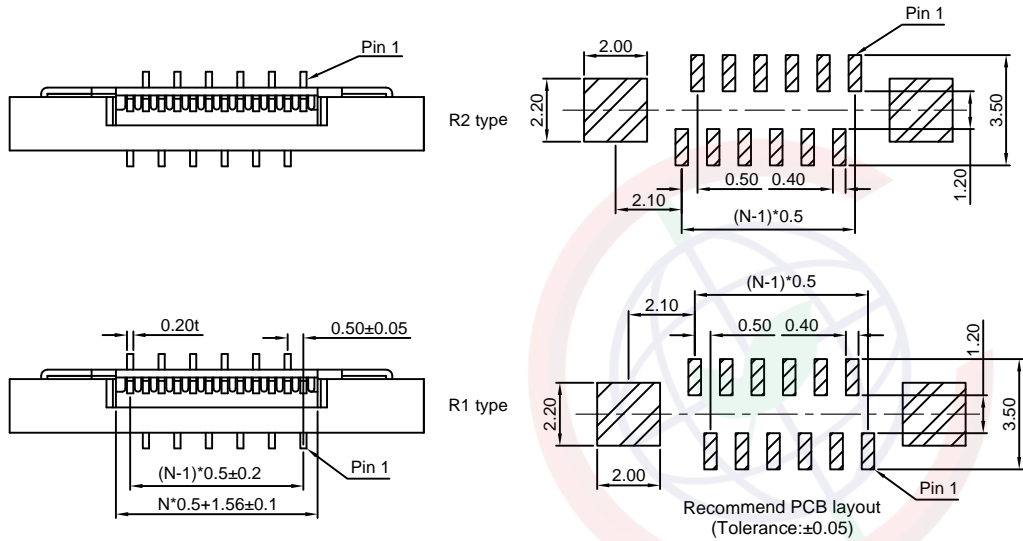 Pin 1
R2 type
Pin 1
2.00
2.20
3.50
1.20
0.50
0.40
2.10
(N-1)*0.5
0.20t
0.50±0.05
R1 type
Pin 1
(N-1)*0.5±0.2
N*0.5+1.56±0.1
(N-1)*0.5
2.10
0.50
0.40
1.20
3.50
2.20
2.00
Pin 1
Recommend PCB layout
(Tolerance:±0.05)